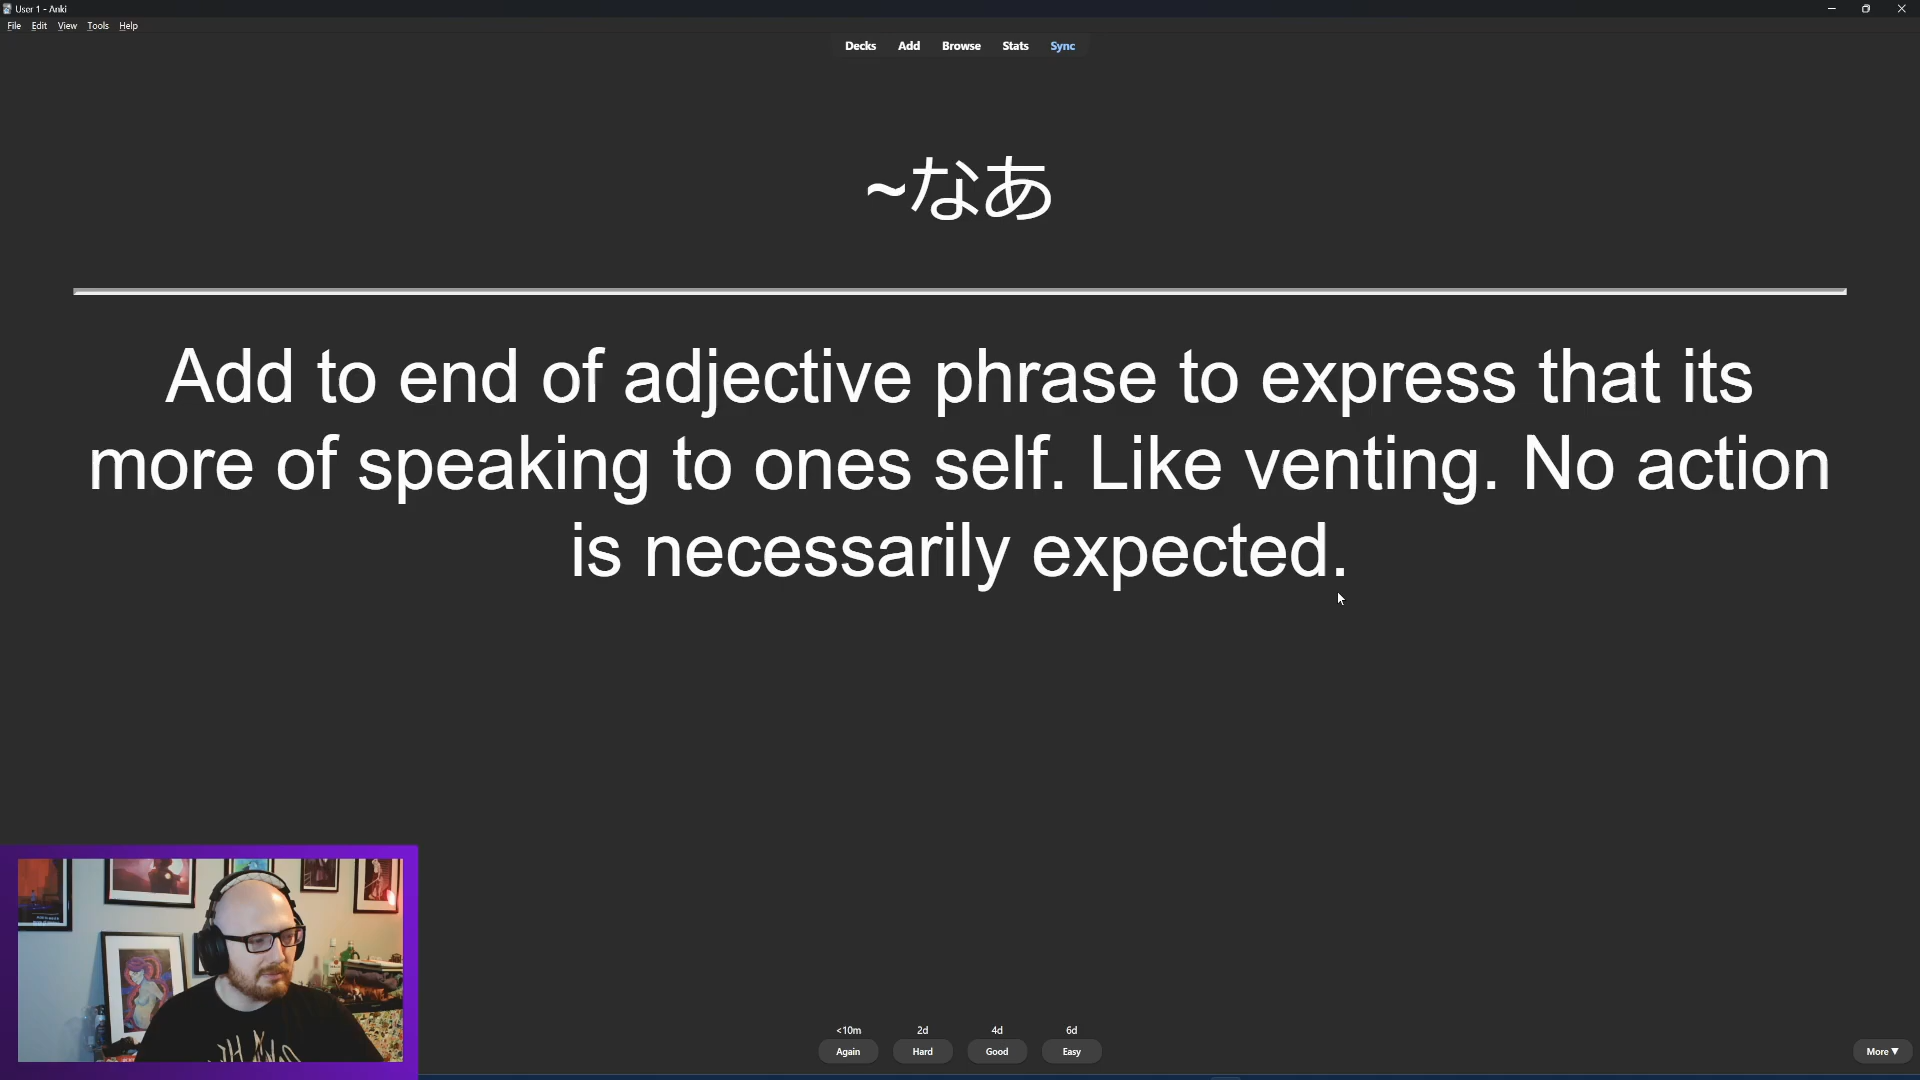 User 1 - Anki
File Edit View Tools Help
Decks Add Browse Stats Sync
~なあ
Add to end of adjective phrase to express that its
more of speaking to ones self. Like venting. No action
is necessarily expected.
<10m 2d 4d 6d
Again Hard Good Easy
More ▼